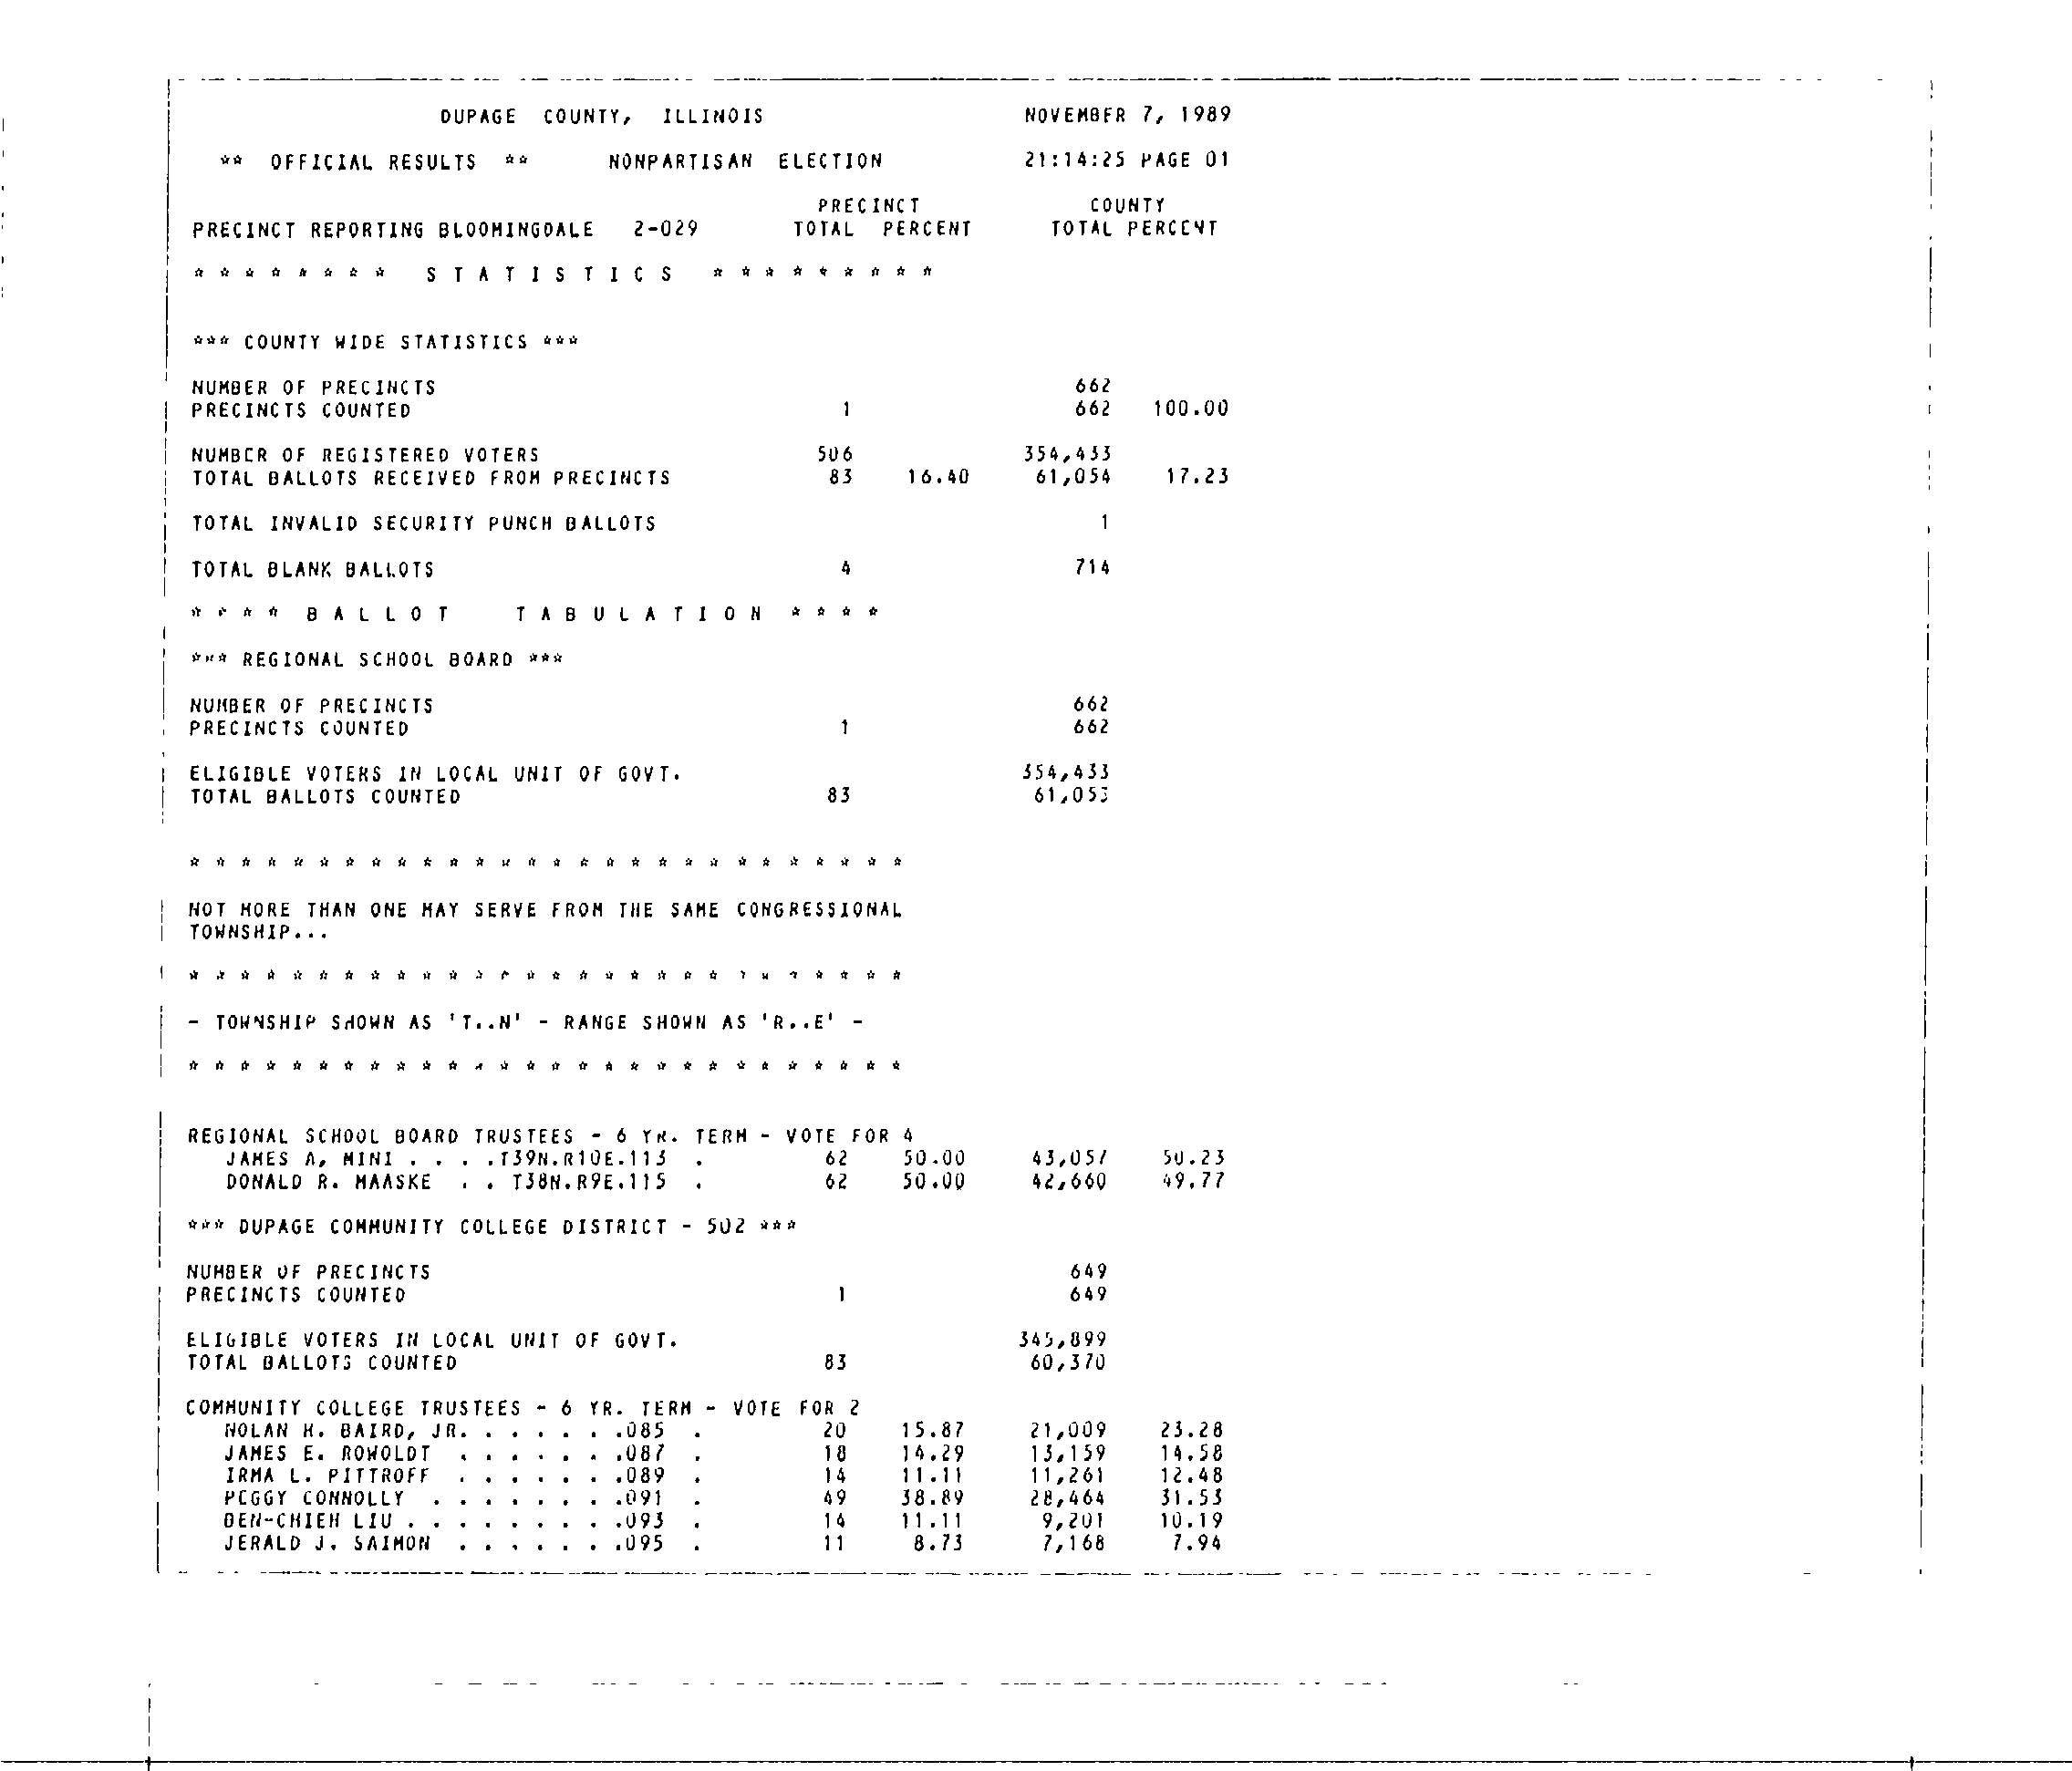 DUPAGE COUNTY, ILLINOIS NOVEMBER 7, 1989
** OFFICIAL RESULTS ** NONPARTISAN ELECTION 21:14:25 PAGE 01
PRECINCT COUNTY
PRECINCT REPORTING BLOOMINGDALE 2-029 TOTAL PERCENT TOTAL PERCENT
* * * * * * * * S T A T I S T I C S * * * * * * * * *
*** COUNTY WIDE STATISTICS ***
NUMBER OF PRECINCTS 662
PRECINCTS COUNTED 1 662 100.00
NUMBER OF REGISTERED VOTERS 506 354,433
TOTAL BALLOTS RECEIVED FROM PRECINCTS 83 16.40 61,054 17.23
TOTAL INVALID SECURITY PUNCH BALLOTS 1
TOTAL BLANK BALLOTS 4 714
* * * * B A L L O T T A B U L A T I O N * * * *
*** REGIONAL SCHOOL BOARD ***
NUMBER OF PRECINCTS 662
PRECINCTS COUNTED 1 662
ELIGIBLE VOTERS IN LOCAL UNIT OF GOVT. 354,433
TOTAL BALLOTS COUNTED 83 61,053
* * * * * * * * * * * * * * * * * * * * * * * * * * * *
NOT MORE THAN ONE MAY SERVE FROM THE SAME CONGRESSIONAL
TOWNSHIP...
* * * * * * * * * * * * * * * * * * * * * * * * * * * *
- TOWNSHIP SHOWN AS 'T..N' - RANGE SHOWN AS 'R..E' -
* * * * * * * * * * * * * * * * * * * * * * * * * * * *
REGIONAL SCHOOL BOARD TRUSTEES - 6 YR. TERM - VOTE FOR 4
JAMES A. MINI . . . .T39N.R10E.113 . 62 50.00 43,057 50.23
DONALD R. MAASKE . . T38N.R9E.115 . 62 50.00 42,660 49.77
*** DUPAGE COMMUNITY COLLEGE DISTRICT - 502 ***
NUMBER OF PRECINCTS 649
PRECINCTS COUNTED 1 649
ELIGIBLE VOTERS IN LOCAL UNIT OF GOVT. 345,899
TOTAL BALLOTS COUNTED 83 60,370
COMMUNITY COLLEGE TRUSTEES - 6 YR. TERM - VOTE FOR 2
NOLAN H. BAIRD, JR. . . . . . .085 . 20 15.87 21,009 23.28
JAMES E. ROWOLDT . . . . . . .087 . 18 14.29 13,159 14.58
IRMA L. PITTROFF . . . . . . .089 . 14 11.11 11,261 12.48
PEGGY CONNOLLY . . . . . . . .091 . 49 38.89 28,464 31.53
BEN-CHIEH LIU . . . . . . . . .093 . 14 11.11 9,201 10.19
JERALD J. SAIMON . . . . . . .095 . 11 8.73 7,168 7.94